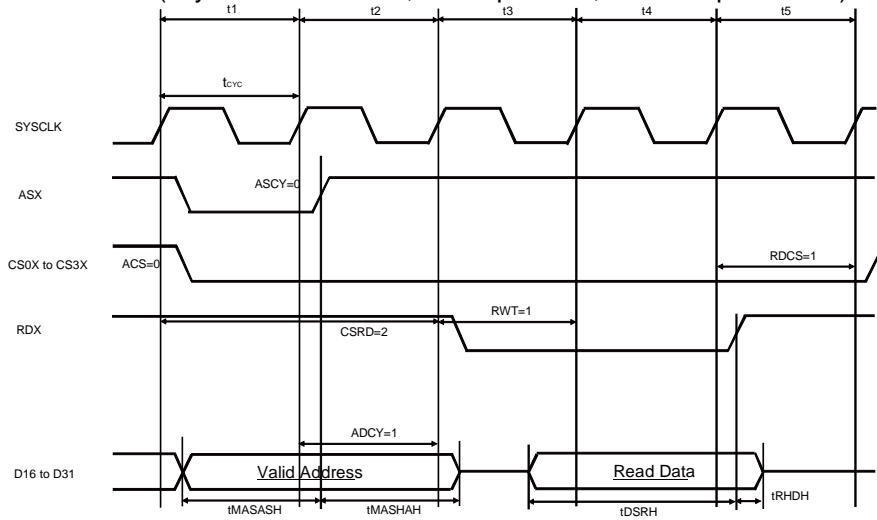 t1 t2 t3 t4 t5
tCYC
SYSCLK
ASX
ASCY=0
CS0X to CS3X
ACS=0
RDCS=1
RDX
RWT=1
CSRD=2
ADCY=1
D16 to D31
Valid Address
Read Data
tMASASH
tMASHAH
tDSRH
tRHDH